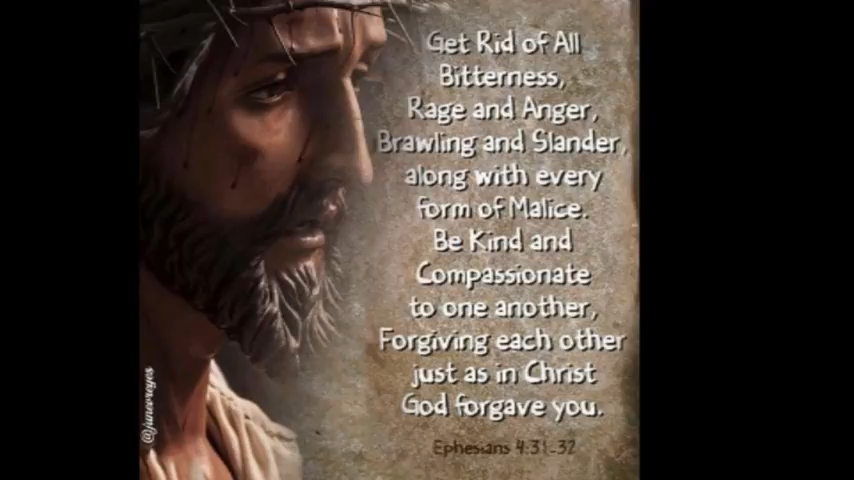 Get Rid of All
Bitterness,
Rage and Anger,
Brawling and Slander,
along with every
form of Malice.
Be Kind and
Compassionate
to one another,
Forgiving each other
just as in Christ
God forgave you.
Ephesians 4:31-32
@junevreyes